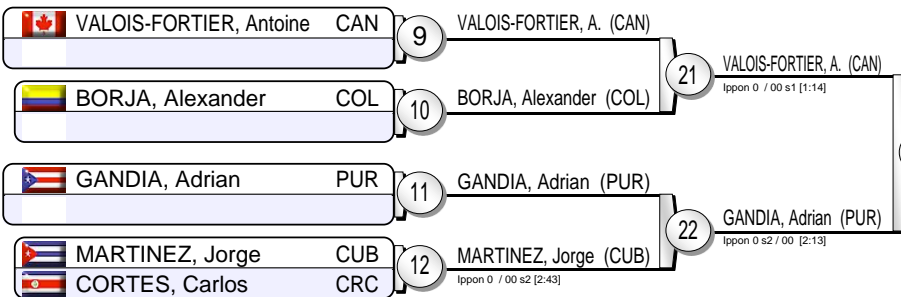 VALOIS-FORTIER, Antoine CAN
9
VALOIS-FORTIER, A. (CAN)
21
VALOIS-FORTIER, A. (CAN)
Ippon 0 / 00 s1 [1:14]
BORJA, Alexander COL
10
BORJA, Alexander (COL)
GANDIA, Adrian PUR
11
GANDIA, Adrian (PUR)
22
GANDIA, Adrian (PUR)
Ippon 0 s2 / 00 [2:13]
MARTINEZ, Jorge CUB
CORTES, Carlos CRC
12
MARTINEZ, Jorge (CUB)
Ippon 0 / 00 s2 [2:43]